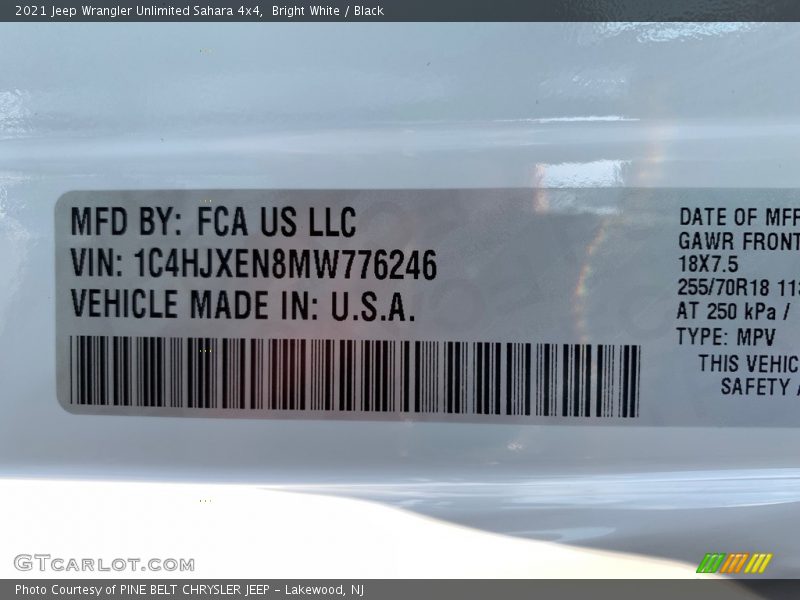 2021 Jeep Wrangler Unlimited Sahara 4x4, Bright White / Black
MFD BY: FCA US LLC
VIN: 1C4HJXEN8MW776246
VEHICLE MADE IN: U.S.A.
DATE OF MFR
GAWR FRONT
18X7.5
255/70R18 113
AT 250 kPa /
TYPE: MPV
THIS VEHIC
SAFETY A
GTCARLOT.COM
Photo Courtesy of PINE BELT CHRYSLER JEEP - Lakewood, NJ